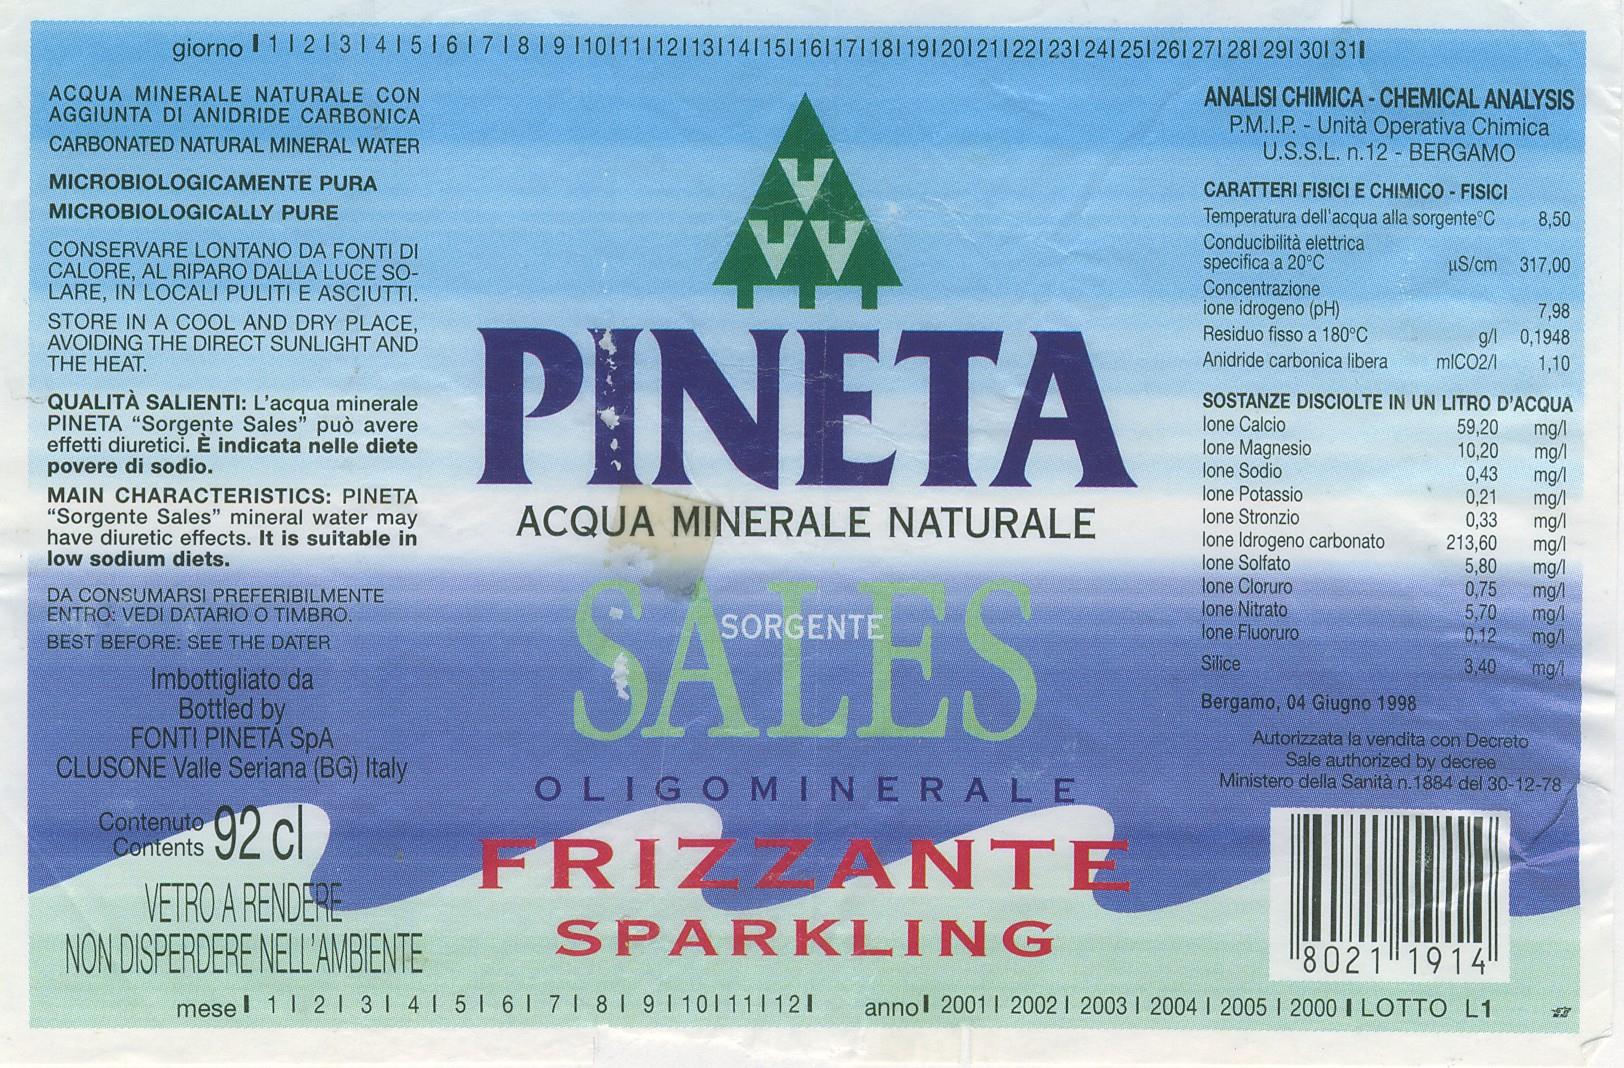 giorno | 1 | 2 | 3 | 4 | 5 | 6 | 7 | 8 | 9 |10|11|12|13|14|15|16|17|18|19|20|21|22|23|24|25|26|27|28|29|30|31|
ACQUA MINERALE NATURALE CON
AGGIUNTA DI ANIDRIDE CARBONICA
CARBONATED NATURAL MINERAL WATER
MICROBIOLOGICAMENTE PURA
MICROBIOLOGICALLY PURE
CONSERVARE LONTANO DA FONTI DI
CALORE, AL RIPARO DALLA LUCE SO-
LARE, IN LOCALI PULITI E ASCIUTTI.
STORE IN A COOL AND DRY PLACE,
AVOIDING THE DIRECT SUNLIGHT AND
THE HEAT.
QUALITÀ SALIENTI: L'acqua minerale
PINETA "Sorgente Sales" può avere
effetti diuretici. È indicata nelle diete
povere di sodio.
MAIN CHARACTERISTICS: PINETA
"Sorgente Sales" mineral water may
have diuretic effects. It is suitable in
low sodium diets.
DA CONSUMARSI PREFERIBILMENTE
ENTRO: VEDI DATARIO O TIMBRO.
BEST BEFORE: SEE THE DATER
Imbottigliato da
Bottled by
FONTI PINETA SpA
CLUSONE Valle Seriana (BG) Italy
Contenuto
Contents 92 cl
VETRO A RENDERE
NON DISPERDERE NELL'AMBIENTE
PINETA
ACQUA MINERALE NATURALE
SORGENTE
SALES
OLIGOMINERALE
FRIZZANTE
SPARKLING
ANALISI CHIMICA - CHEMICAL ANALYSIS
P.M.I.P. - Unità Operativa Chimica
U.S.S.L. n.12 - BERGAMO
CARATTERI FISICI E CHIMICO - FISICI
Temperatura dell'acqua alla sorgente°C 8,50
Conducibilità elettrica
specifica a 20°C µS/cm 317,00
Concentrazione
ione idrogeno (pH) 7,98
Residuo fisso a 180°C g/l 0,1948
Anidride carbonica libera mlCO2/l 1,10
SOSTANZE DISCIOLTE IN UN LITRO D'ACQUA
Ione Calcio 59,20 mg/l
Ione Magnesio 10,20 mg/l
Ione Sodio 0,43 mg/l
Ione Potassio 0,21 mg/l
Ione Stronzio 0,33 mg/l
Ione Idrogeno carbonato 213,60 mg/l
Ione Solfato 5,80 mg/l
Ione Cloruro 0,75 mg/l
Ione Nitrato 5,70 mg/l
Ione Fluoruro 0,12 mg/l
Silice 3,40 mg/l
Bergamo, 04 Giugno 1998
Autorizzata la vendita con Decreto
Sale authorized by decree
Ministero della Sanità n.1884 del 30-12-78
8021 1914
mese | 1 | 2 | 3 | 4 | 5 | 6 | 7 | 8 | 9 | 10 | 11 | 12 | anno | 2001 | 2002 | 2003 | 2004 | 2005 | 2000 | LOTTO L1